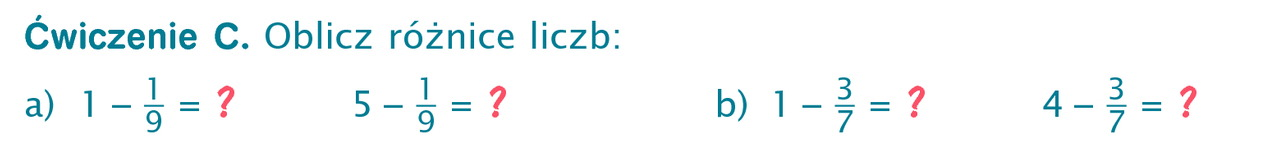 Ćwiczenie C. Oblicz różnice liczb:
a) 1 – 1/9 = ? 5 – 1/9 = ? b) 1 – 3/7 = ? 4 – 3/7 = ?